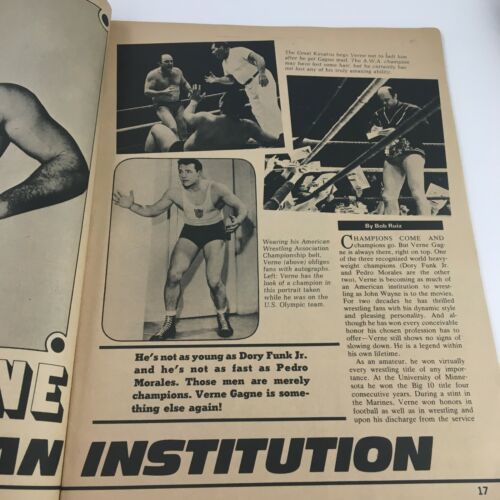 The Great Kusatsu begs Verne not to belt him
after he got Gagne mad. The A.W.A. champion
may have lost some hair, but he certainly has
not lost any of his truly amazing ability.
Wearing his American
Wrestling Association
Championship belt,
Verne (above) obliges
fans with autographs.
Left: Verne has
the look of a champion in
this portrait taken
while he was on the
U.S. Olympic team.
He's not as young as Dory Funk Jr.
and he's not as fast as Pedro
Morales. Those men are merely
champions. Verne Gagne is some-
thing else again!
By Bob Ruiz
CHAMPIONS COME AND
champions go. But Verne Gag-
ne is always there, right on top. One
of the three recognized world heavy-
weight champions (Dory Funk Jr.
and Pedro Morales are the other
two), Verne is becoming as much of
an American institution to wrestl-
ing as John Wayne is to the movies.
For two decades he has thrilled
wrestling fans with his dynamic style
and pleasing personality. And al-
though he has won every conceivable
honor his chosen profession has to
offer—Verne still shows no signs of
slowing down. He is a legend within
his own lifetime.
As an amateur, he won virtually
every wrestling title of any impor-
tance. At the University of Minne-
sota he won the Big 10 title four
consecutive years. During a stint in
the Marines, Verne won honors in
football as well as in wrestling and
upon his discharge from the service
NE
AN INSTITUTION
17